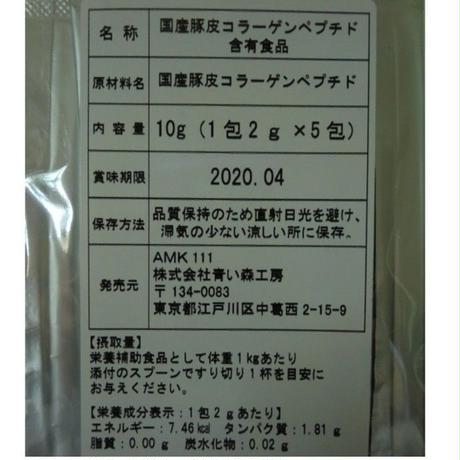 名称 国産豚皮コラーゲンペプチド
含有食品
原材料名 国産豚皮コラーゲンペプチド
内容量 10g（1包2g×5包）
賞味期限 2020.04
保存方法 品質保持のため直射日光を避け、
湿気の少ない涼しい所に保存。
発売元 AMK 111
株式会社青い森工房
〒134-0083
東京都江戸川区中葛西2-15-9
【摂取量】
栄養補助食品として体重1kgあたり
添付のスプーンですり切り1杯を目安に
お与えください。
【栄養成分表示：1包2gあたり】
エネルギー：7.46kcal タンパク質：1.81g
脂質：0.00g 炭水化物：0.02g